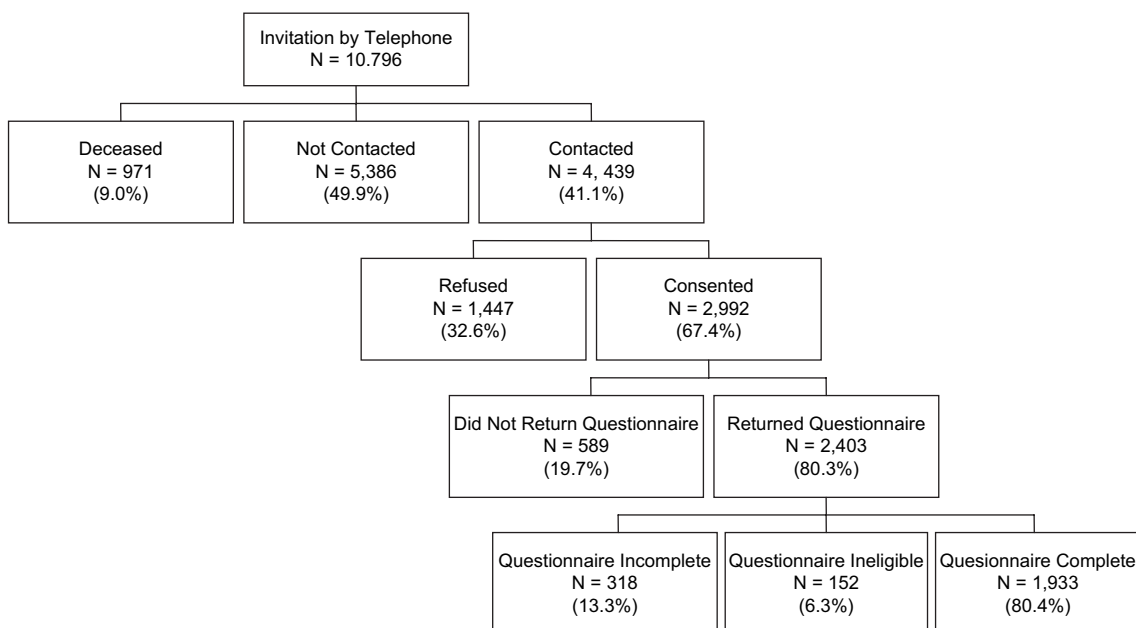 Invitation by Telephone
N = 10.796
Deceased
N = 971
(9.0%)
Not Contacted
N = 5,386
(49.9%)
Contacted
N = 4, 439
(41.1%)
Refused
N = 1,447
(32.6%)
Consented
N = 2,992
(67.4%)
Did Not Return Questionnaire
N = 589
(19.7%)
Returned Questionnaire
N = 2,403
(80.3%)
Questionnaire Incomplete
N = 318
(13.3%)
Questionnaire Ineligible
N = 152
(6.3%)
Quesionnaire Complete
N = 1,933
(80.4%)